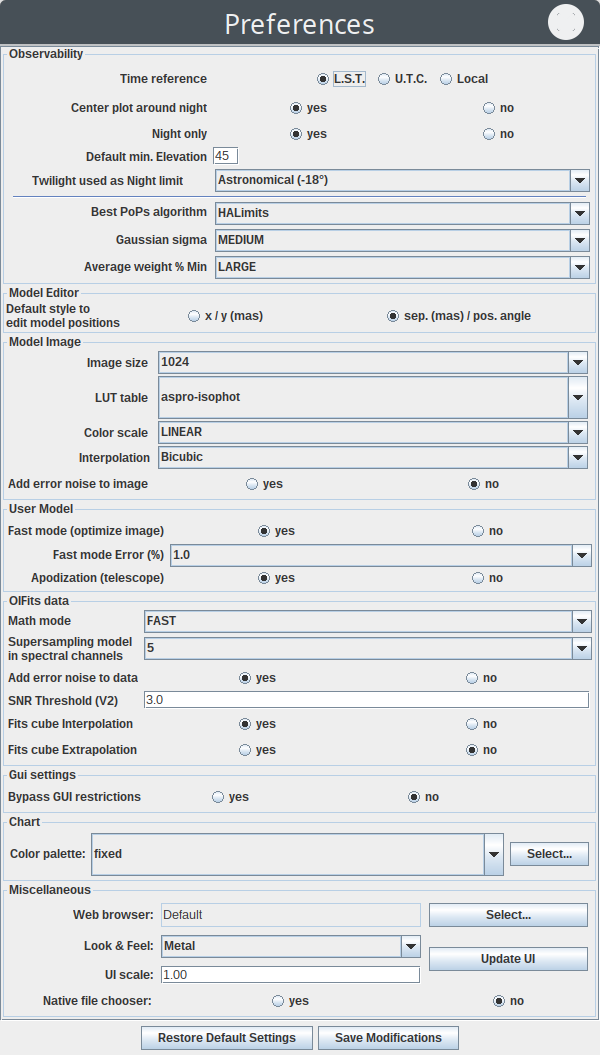 Preferences
Observability
Time reference L.S.T. U.T.C. Local
Center plot around night yes no
Night only yes no
Default min. Elevation 45
Twilight used as Night limit Astronomical (-18°)
Best PoPs algorithm HALimits
Gaussian sigma MEDIUM
Average weight % Min LARGE
Model Editor
Default style to
edit model positions x / y (mas) sep. (mas) / pos. angle
Model Image
Image size 1024
LUT table aspro-isophot
Color scale LINEAR
Interpolation Bicubic
Add error noise to image yes no
User Model
Fast mode (optimize image) yes no
Fast mode Error (%) 1.0
Apodization (telescope) yes no
OIFits data
Math mode FAST
Supersampling model
in spectral channels 5
Add error noise to data yes no
SNR Threshold (V2) 3.0
Fits cube Interpolation yes no
Fits cube Extrapolation yes no
Gui settings
Bypass GUI restrictions yes no
Chart
Color palette: fixed Select...
Miscellaneous
Web browser: Default Select...
Look & Feel: Metal
Update UI
UI scale: 1.00
Native file chooser: yes no
Restore Default Settings Save Modifications